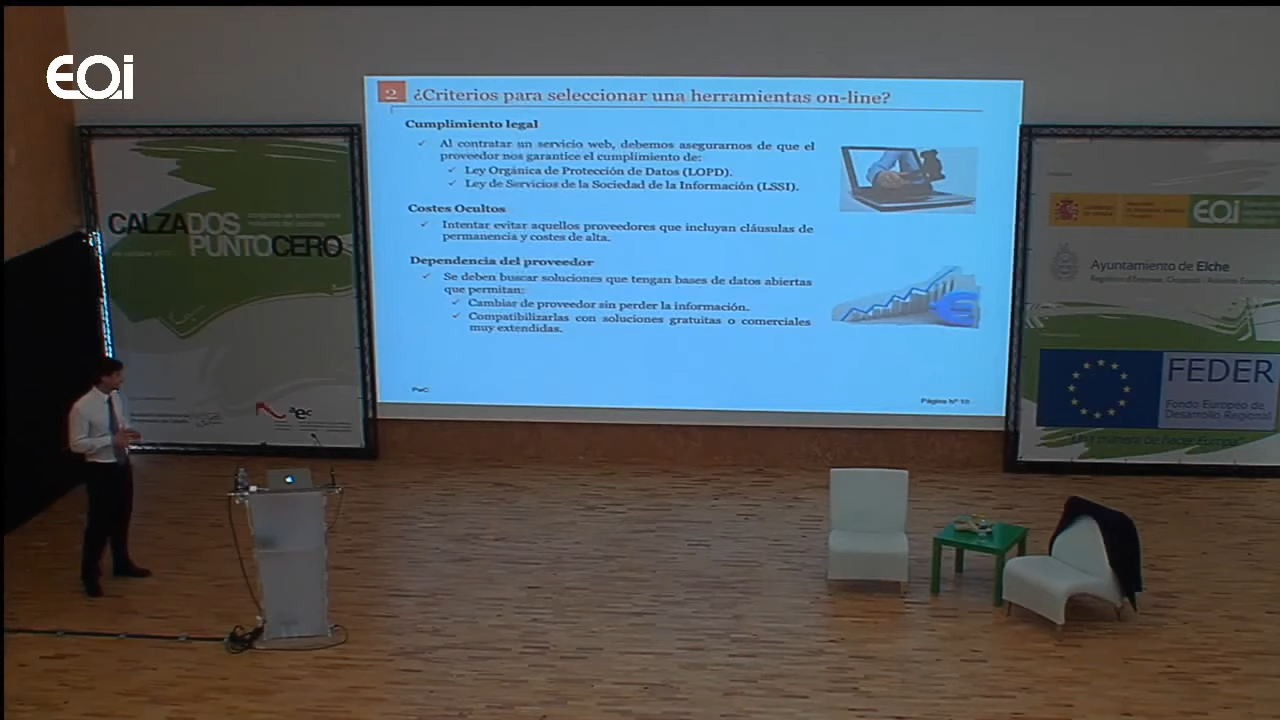 EOi
2 ¿Criterios para seleccionar una herramientas on-line?
Cumplimiento legal
✓ Al contratar un servicio web, debemos asegurarnos de que el
proveedor nos garantice el cumplimiento de:
✓ Ley Orgánica de Protección de Datos (LOPD).
✓ Ley de Servicios de la Sociedad de la Información (LSSI).
Costes Ocultos
✓ Intentar evitar aquellos proveedores que incluyan cláusulas de
permanencia y costes de alta.
Dependencia del proveedor
✓ Se deben buscar soluciones que tengan bases de datos abiertas
que permitan:
✓ Cambiar de proveedor sin perder la información.
✓ Compatibilizarlas con soluciones gratuitas o comerciales
muy extendidas.
PwC
Página Nº 10
CALZADOS
PUNTOCERO
aec
EOi
Ayuntamiento de Elche
FEDER
Fondo Europeo de
Desarrollo Regional
"Una manera de hacer Europa"